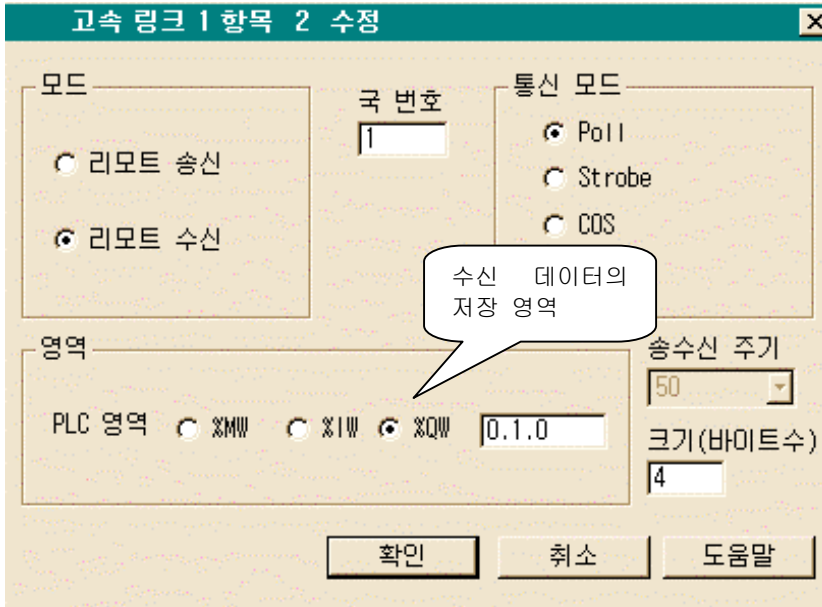 고속 링크 1 항목 2 수정
모드
리모트 송신
리모트 수신
국 번호
1
통신 모드
Poll
Strobe
COS
수신 데이터의
저장 영역
영역
PLC 영역 %MW %IW %QW 0.1.0
송수신 주기
50
크기(바이트수)
4
확인 취소 도움말